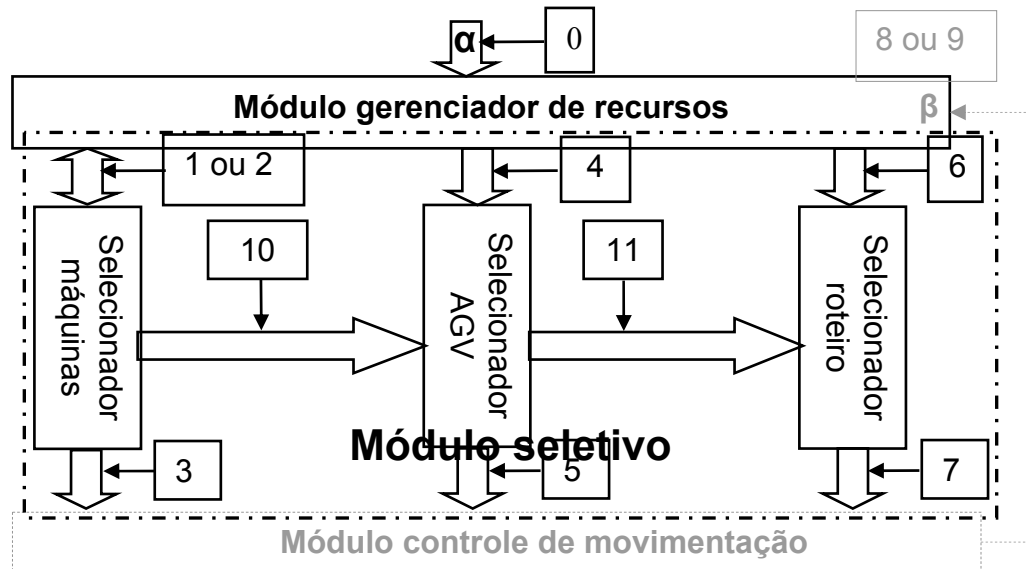 α
0
8 ou 9
Módulo gerenciador de recursos
β
1 ou 2
4
6
Selecionador
máquinas
10
Selecionador
AGV
11
Selecionador
roteiro
Módulo seletivo
3
5
7
Módulo controle de movimentação